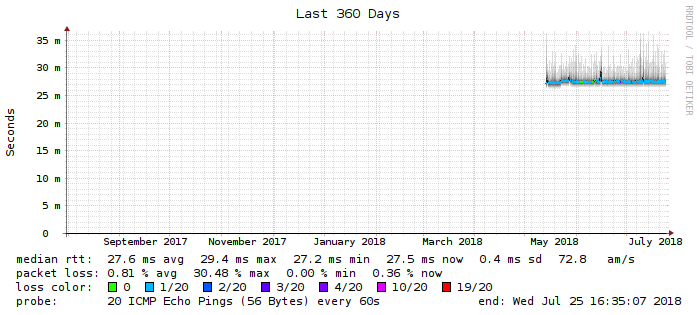 Last 360 Days
RRDTOOL / TOBI OETIKER
Seconds
35 m
30 m
25 m
20 m
15 m
10 m
5 m
0
September 2017 November 2017 January 2018 March 2018 May 2018 July 2018
median rtt: 27.6 ms avg 29.4 ms max 27.2 ms min 27.5 ms now 0.4 ms sd 72.8 am/s
packet loss: 0.81 % avg 30.48 % max 0.00 % min 0.36 % now
loss color: 0 1/20 2/20 3/20 4/20 10/20 19/20
probe: 20 ICMP Echo Pings (56 Bytes) every 60s end: Wed Jul 25 16:35:07 2018